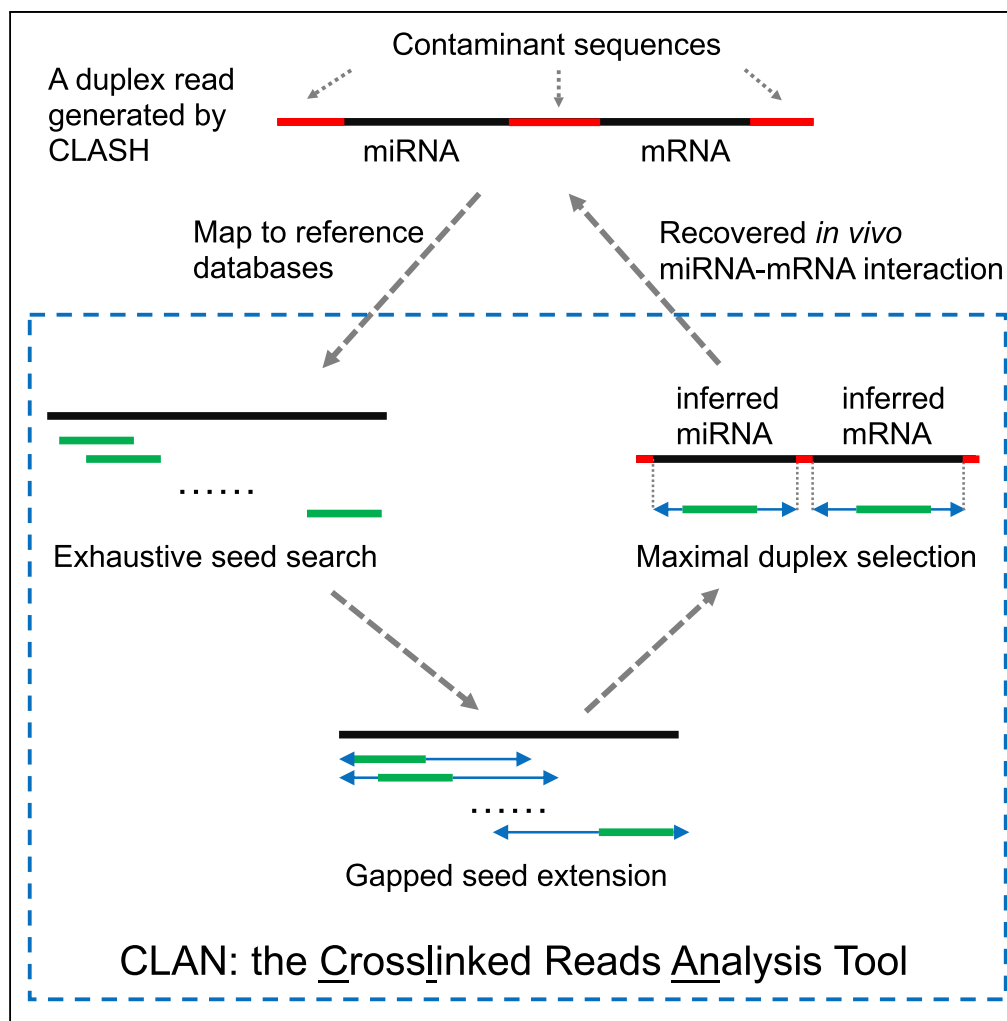 Contaminant sequences
A duplex read
generated by
CLASH
miRNA
mRNA
Map to reference
databases
Recovered in vivo
miRNA-mRNA interaction
inferred
miRNA
inferred
mRNA
......
Exhaustive seed search
Maximal duplex selection
......
Gapped seed extension
CLAN: the Crosslinked Reads Analysis Tool